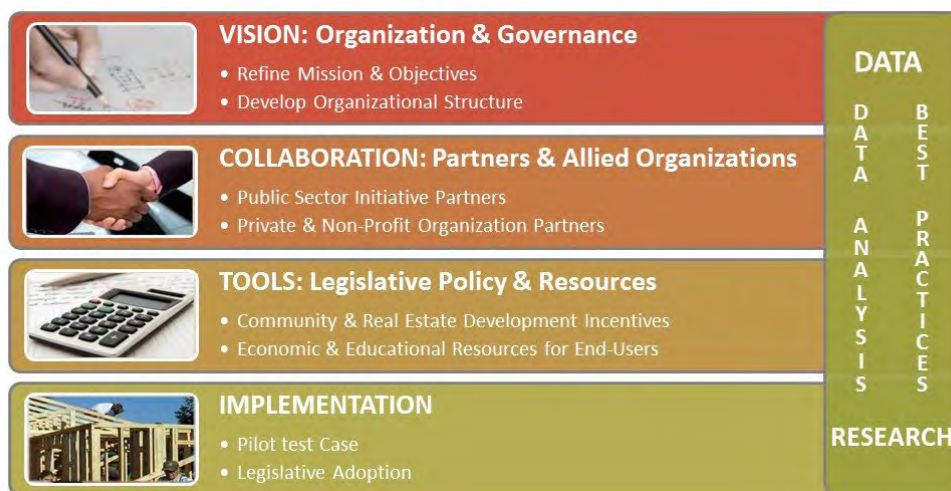 VISION: Organization & Governance
• Refine Mission & Objectives
• Develop Organizational Structure
COLLABORATION: Partners & Allied Organizations
• Public Sector Initiative Partners
• Private & Non-Profit Organization Partners
TOOLS: Legislative Policy & Resources
• Community & Real Estate Development Incentives
• Economic & Educational Resources for End-Users
IMPLEMENTATION
• Pilot test Case
• Legislative Adoption
DATA
DATA ANALYSIS
BEST PRACTICES
RESEARCH